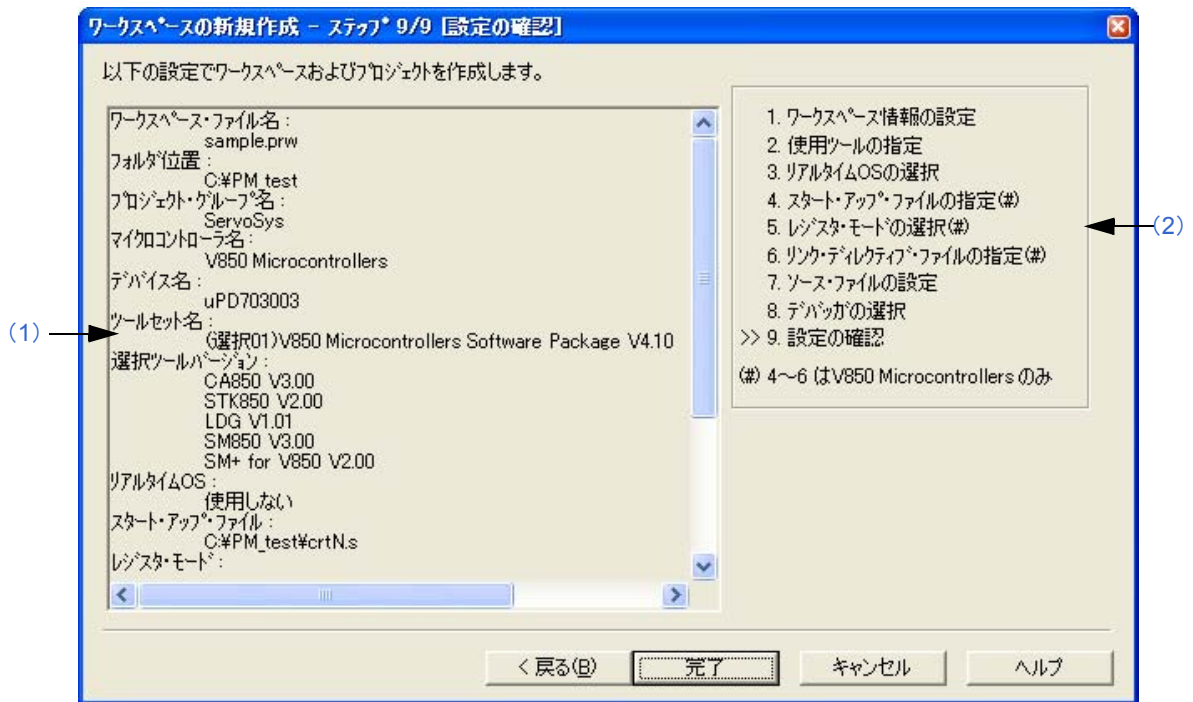 ワークスペースの新規作成 - ステップ 9/9 [設定の確認]
以下の設定でワークスペースおよびプロジェクトを作成します。
ワークスペース・ファイル名 :
sample.prw
フォルダ位置 :
C:¥PM_test
プロジェクト・グループ名 :
ServoSys
マイクロコントローラ名 :
V850 Microcontrollers
デバイス名 :
uPD703003
(1)
ツールセット名 :
(選択01)V850 Microcontrollers Software Package V4.10
選択ツールバージョン :
CA850 V3.00
STK850 V2.00
LDG V1.01
SM850 V3.00
SM+ for V850 V2.00
リアルタイムOS :
使用しない
スタート・アップ・ファイル :
C:¥PM_test¥crtN.s
レジスタ・モード :
1. ワークスペース情報の設定
2. 使用ツールの指定
3. リアルタイムOSの選択
4. スタート・アップ・ファイルの指定(#)
5. レジスタ・モードの選択(#)
(2)
6. リンク・ディレクティブ・ファイルの指定(#)
7. ソース・ファイルの設定
8. デバッガの選択
>> 9. 設定の確認
(#) 4～6 はV850 Microcontrollers のみ
< 戻る(B)
完了
キャンセル
ヘルプ